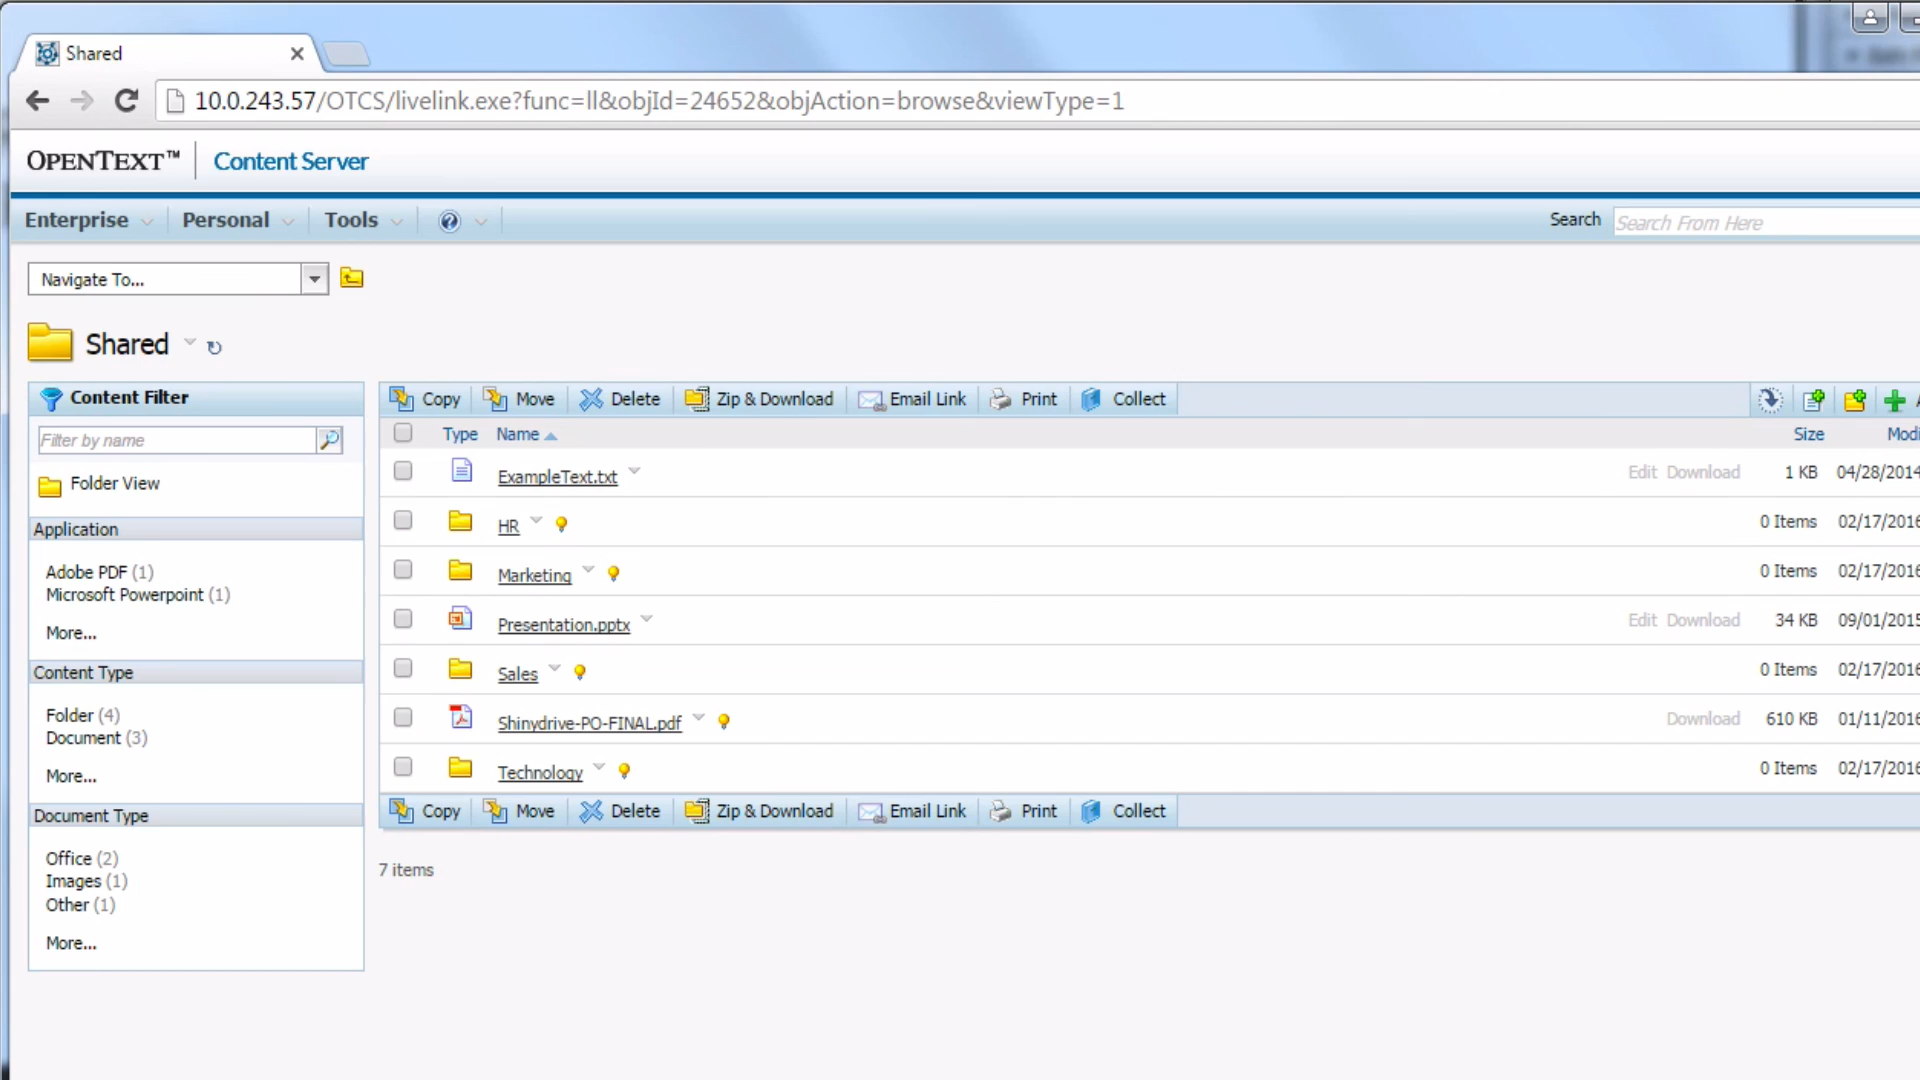 Shared
10.0.243.57/OTCS/livelink.exe?func=ll&objId=24652&objAction=browse&viewType=1
OPENTEXT™ Content Server
Enterprise Personal Tools Search Search From Here
Navigate To...
Shared
Content Filter
Filter by name
Folder View
Application
Adobe PDF (1)
Microsoft Powerpoint (1)
More...
Content Type
Folder (4)
Document (3)
More...
Document Type
Office (2)
Images (1)
Other (1)
More...
Copy Move Delete Zip & Download Email Link Print Collect
Type Name Size
ExampleText.txt Edit Download 1 KB 04/28/2014
HR 0 Items 02/17/2016
Marketing 0 Items 02/17/2016
Presentation.pptx Edit Download 34 KB 09/01/2015
Sales 0 Items 02/17/2016
Shinydrive-PO-FINAL.pdf Download 610 KB 01/11/2016
Technology 0 Items 02/17/2016
Copy Move Delete Zip & Download Email Link Print Collect
7 items